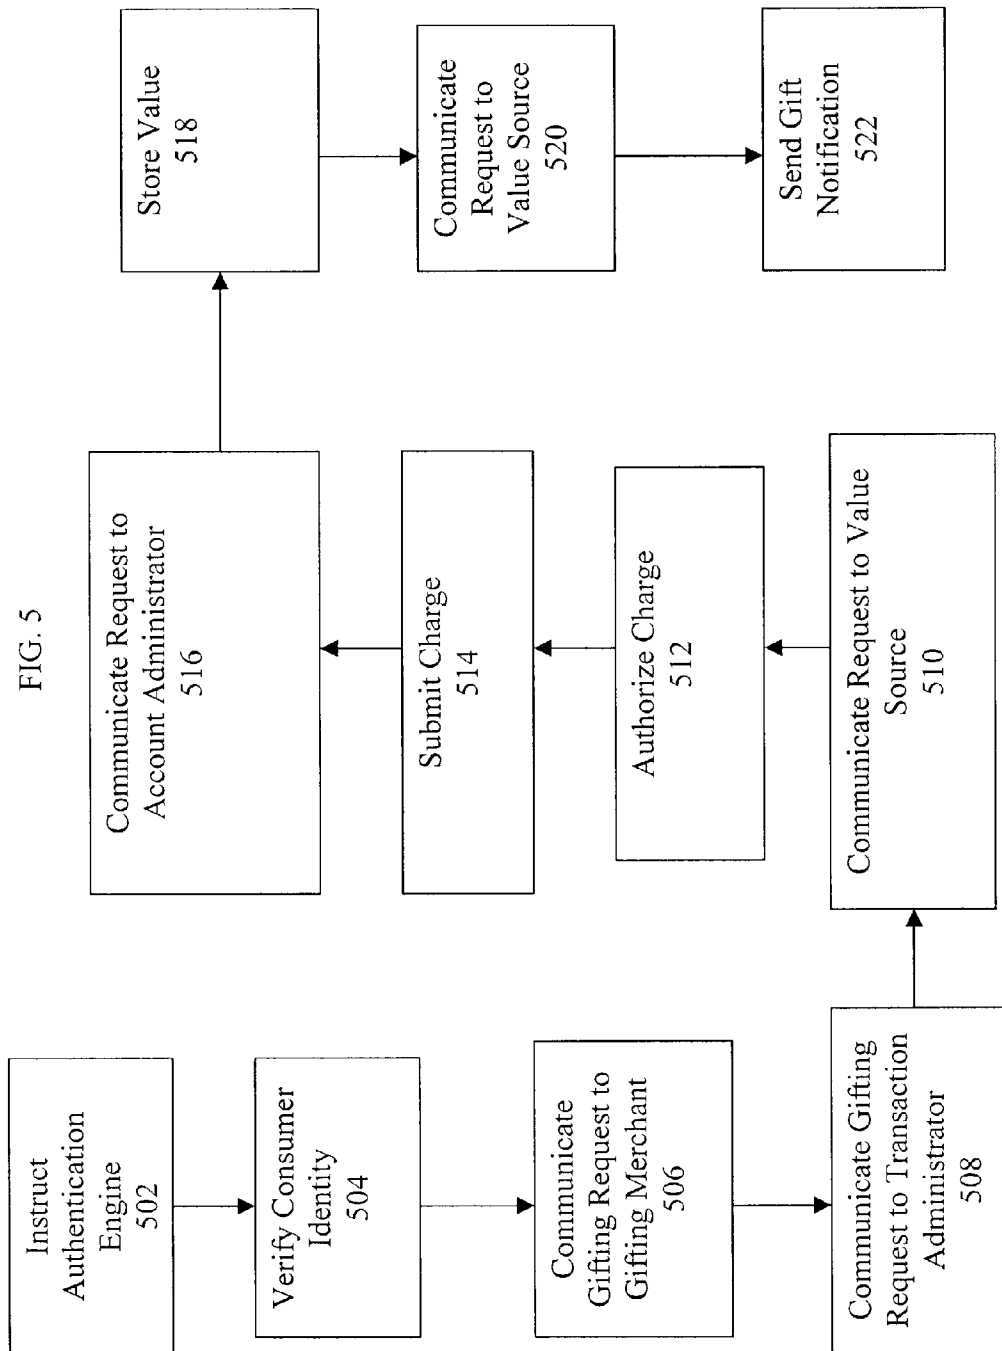 FIG. 5
Instruct
Authentication
Engine
502
Verify Consumer
Identity
504
Communicate
Gifting Request to
Gifting Merchant
506
Communicate Gifting
Request to Transaction
Administrator
508
Communicate Request to Value
Source
510
Authorize Charge
512
Submit Charge
514
Communicate Request to
Account Administrator
516
Store Value
518
Communicate
Request to
Value Source
520
Send Gift
Notification
522